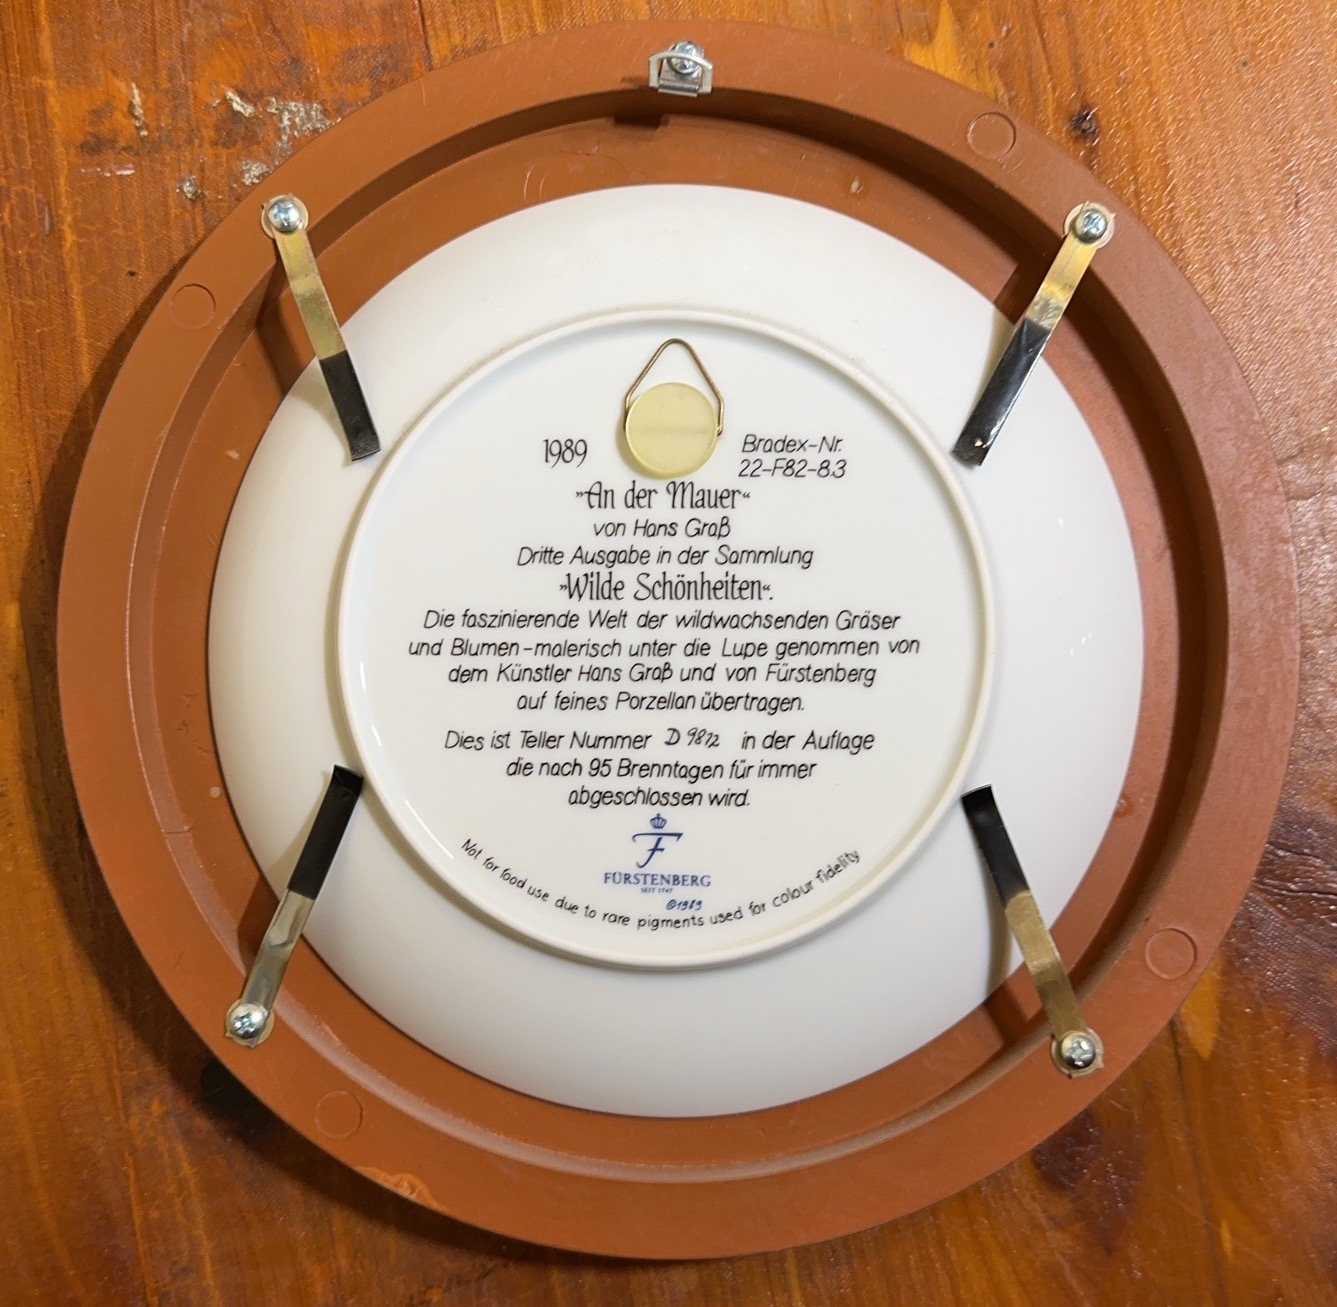 1989
Bradex-Nr.
22-F82-8.3
„An der Mauer“
von Hans Graß
Dritte Ausgabe in der Sammlung
„Wilde Schönheiten“.
Die faszinierende Welt der wildwachsenden Gräser
und Blumen-malerisch unter die Lupe genommen von
dem Künstler Hans Graß und von Fürstenberg
auf feines Porzellan übertragen.
Dies ist Teller Nummer D 9812 in der Auflage
die nach 95 Brenntagen für immer
abgeschlossen wird.
F
FÜRSTENBERG
SEIT 1747
©1989
Not for food use due to rare pigments used for colour fidelity